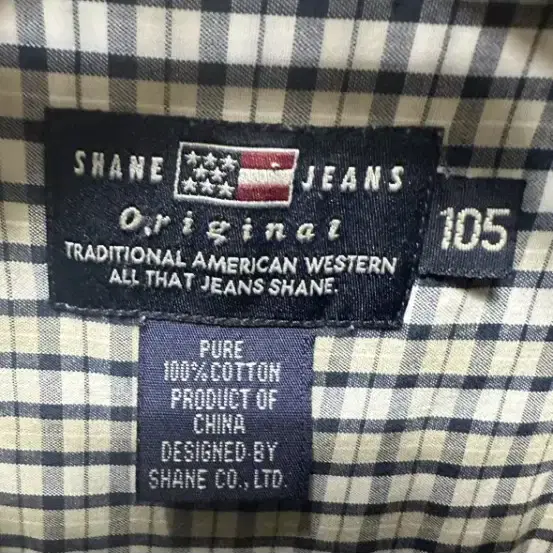 SHANE JEANS
Original
TRADITIONAL AMERICAN WESTERN
ALL THAT JEANS SHANE.
105
PURE
100%COTTON
PRODUCT OF
CHINA
DESIGNED·BY
SHANE CO.,LTD.